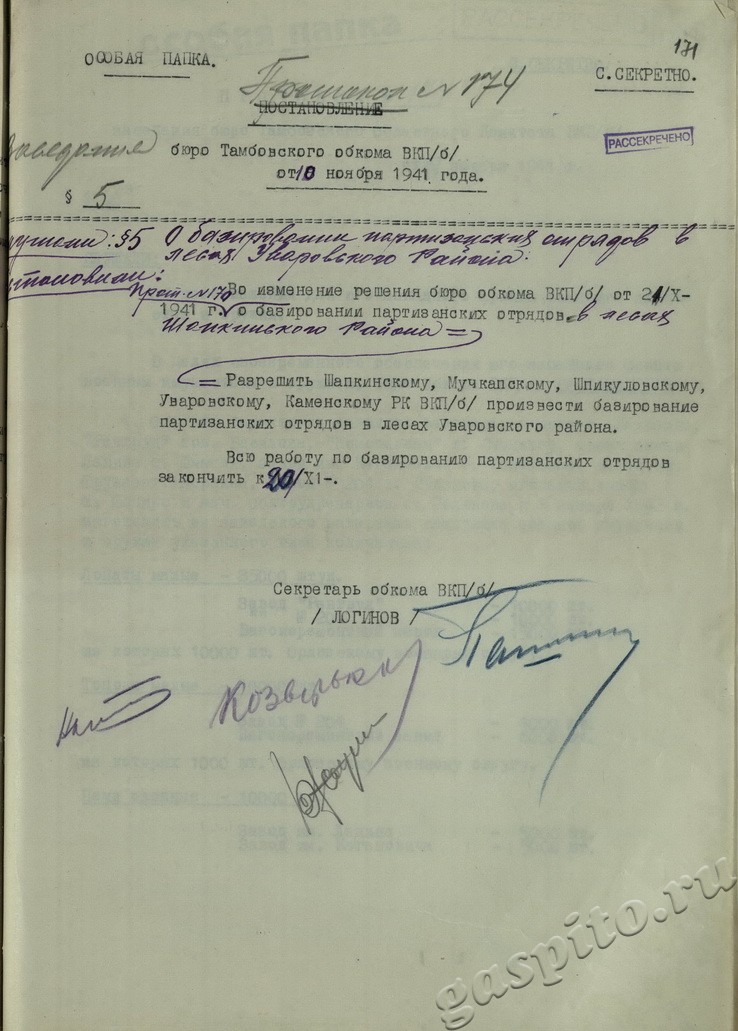 171
ОСОБАЯ ПАПКА.
С.СЕКРЕТНО.
Протокол № 174
ПОСТАНОВЛЕНИЕ
РАССЕКРЕЧЕНО
Заседания бюро Тамбовского обкома ВКП/б/
от 10 ноября 1941 года.
§ 5
Слушали: §5 О базировании партизанских отрядов в
лесах Уваровского Района.
Постановили:
Прот. № 170 Во изменение решения бюро обкома ВКП/б/ от 21/X-
1941 г. о базировании партизанских отрядов в лесах
Шапкинского Района =
= Разрешить Шапкинскому, Мучкапскому, Шпикуловскому,
Уваровскому, Каменскому РК ВКП/б/ произвести базирование
партизанских отрядов в лесах Уваровского района.
Всю работу по базированию партизанских отрядов
закончить к 20/XI-.
Секретарь обкома ВКП/б/
/ ЛОГИНОВ /
gaspito.ru